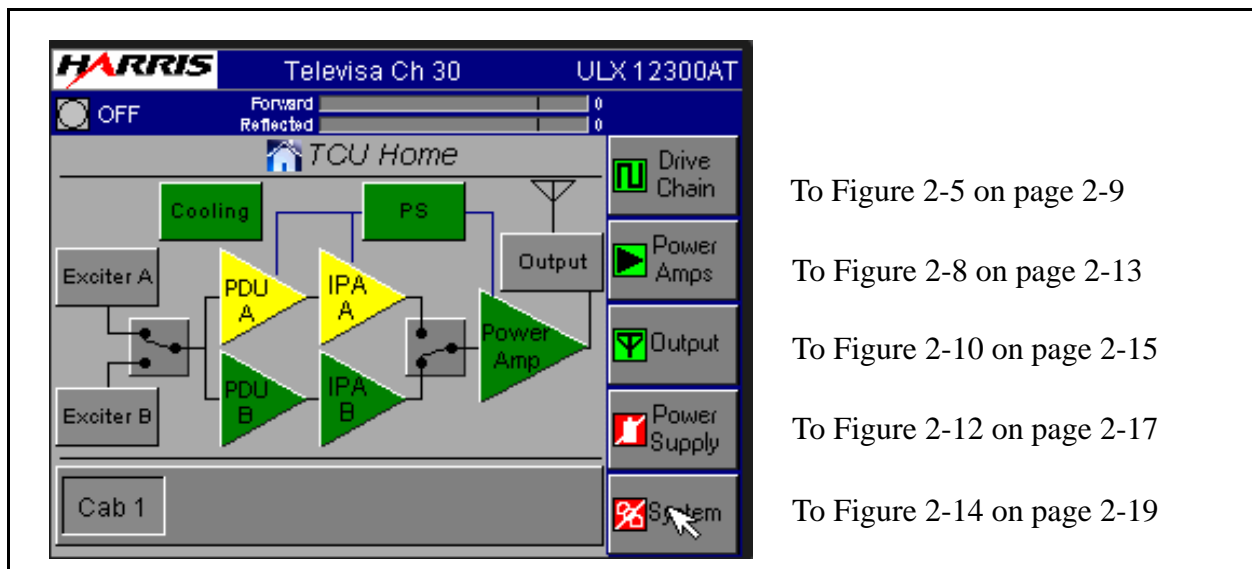 HARRIS
Televisa Ch 30
ULX 12300AT
OFF
Forward
0
Reflected
0
TCU Home
Drive
Chain
To Figure 2-5 on page 2-9
Cooling
PS
Output
Exciter A
PDU
A
IPA
A
Power
Amps
To Figure 2-8 on page 2-13
Power
Amp
Output
To Figure 2-10 on page 2-15
PDU
B
IPA
B
Exciter B
Power
Supply
To Figure 2-12 on page 2-17
Cab 1
System
To Figure 2-14 on page 2-19